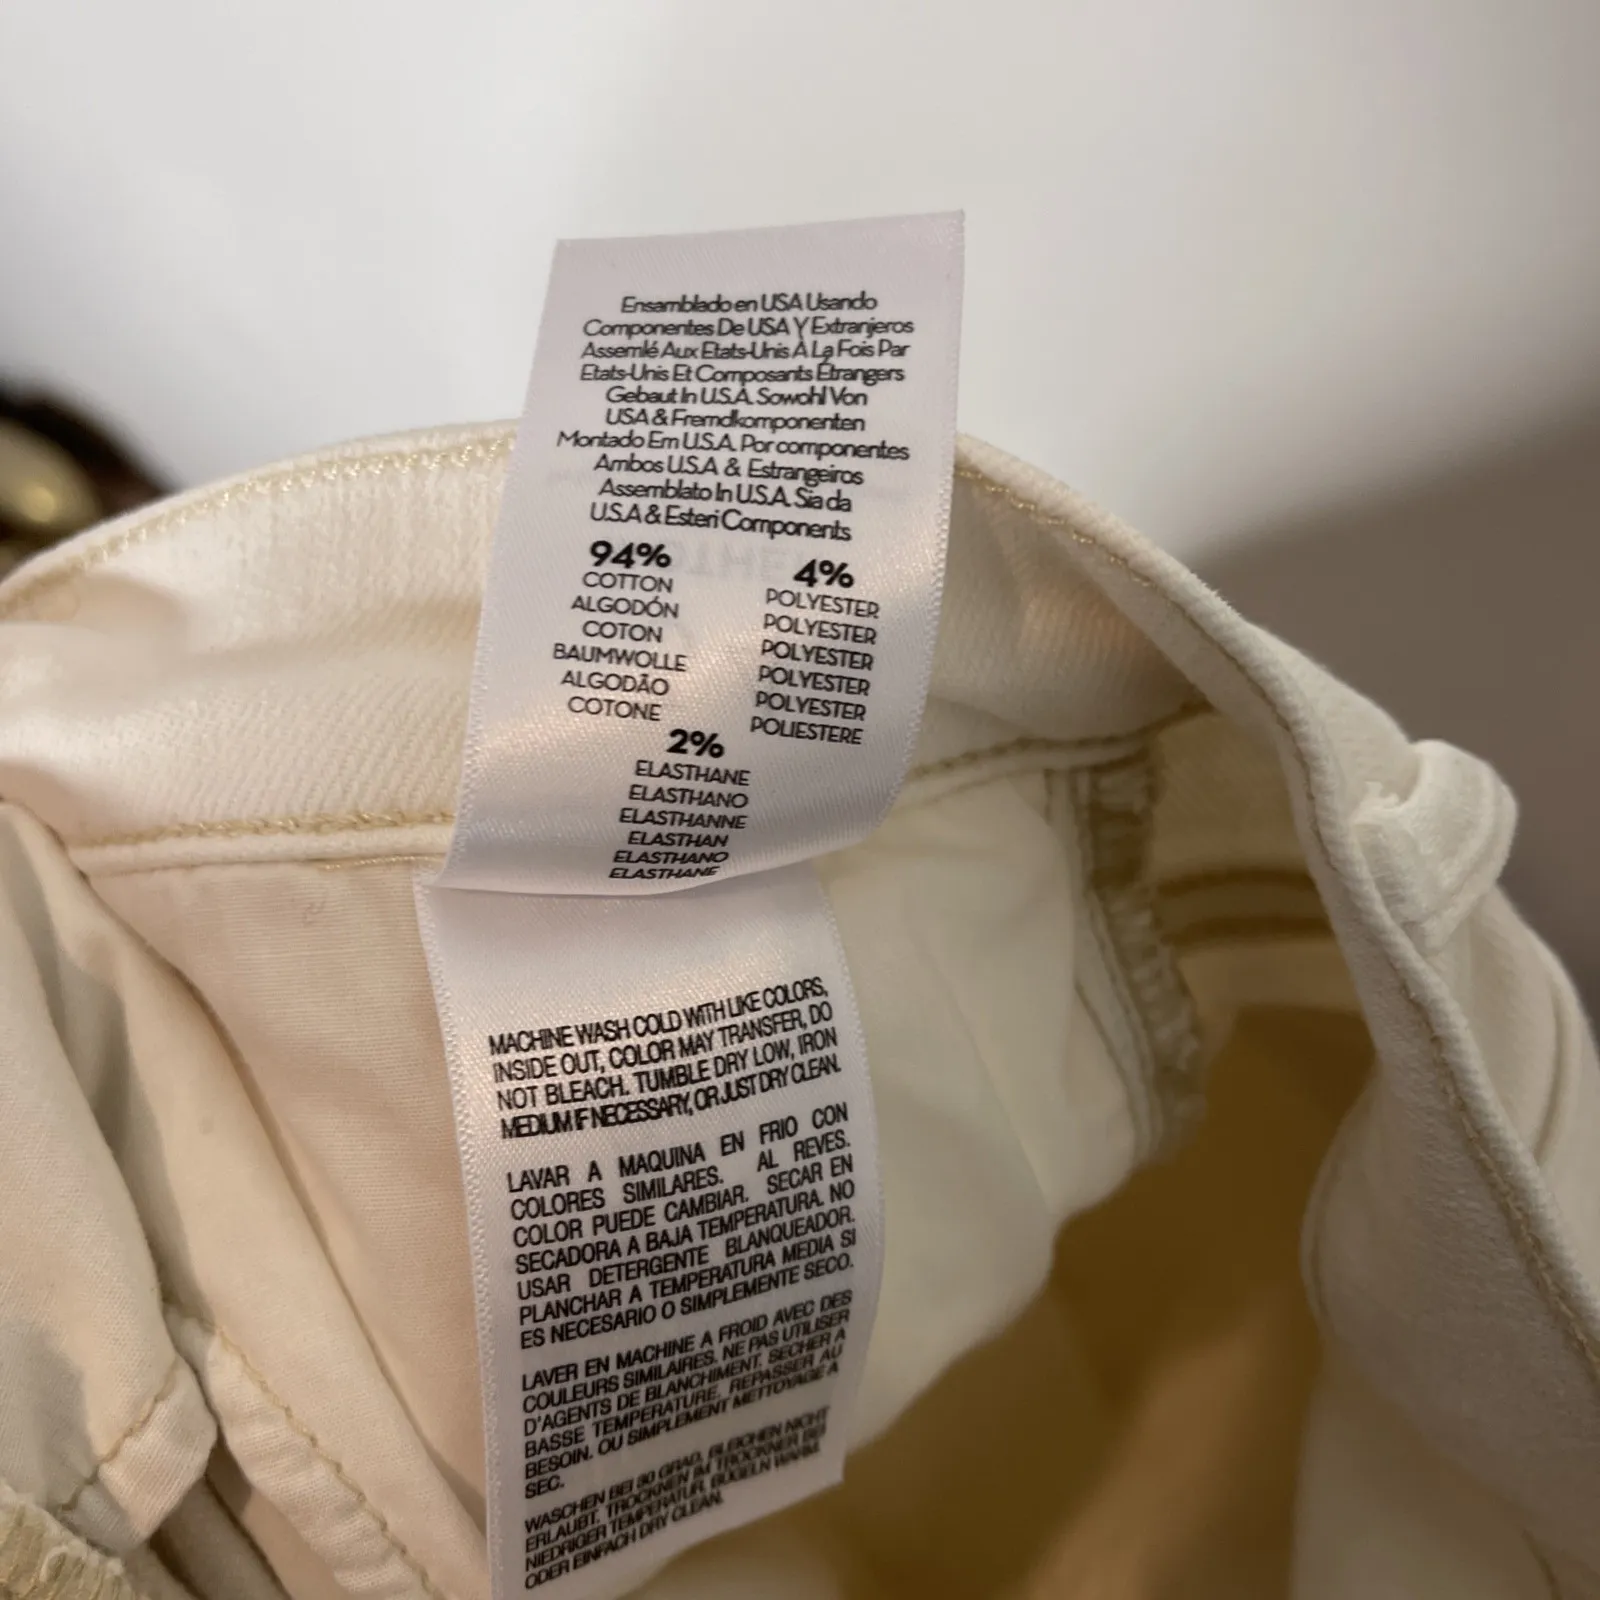 Ensamblado en USA Usando
Componentes De USA Y Extranjeros
Assemlé Aux Etats-Unis À La Fois Par
Etats-Unis Et Composants Étrangers
Gebaut In U.S.A. Sowohl Von
USA & Fremdkomponenten
Montado Em U.S.A. Por componentes
Ambos U.S.A & Estrangeiros
Assemblato In U.S.A. Sia da
U.S.A & Esteri Components
94%
COTTON
ALGODÓN
COTON
BAUMWOLLE
ALGODÃO
COTONE
4%
POLYESTER
POLYESTER
POLYESTER
POLYESTER
POLYESTER
POLIESTERE
2%
ELASTHANE
ELASTHANO
ELASTHANNE
ELASTHAN
ELASTHANO
ELASTHANE
MACHINE WASH COLD WITH LIKE COLORS,
INSIDE OUT, COLOR MAY TRANSFER, DO
NOT BLEACH. TUMBLE DRY LOW, IRON
MEDIUM IF NECESSARY, OR JUST DRY CLEAN.
LAVAR A MAQUINA EN FRIO CON
COLORES SIMILARES. AL REVES.
COLOR PUEDE CAMBIAR. SECAR EN
SECADORA A BAJA TEMPERATURA. NO
USAR DETERGENTE BLANQUEADOR.
PLANCHAR A TEMPERATURA MEDIA SI
ES NECESARIO O SIMPLEMENTE SECO.
LAVER EN MACHINE A FROID AVEC DES
COULEURS SIMILAIRES. NE PAS UTILISER
D'AGENTS DE BLANCHIMENT. SECHER A
BASSE TEMPERATURE. REPASSER AU
BESOIN. OU SIMPLEMENT METTOYAGE A
SEC.
WASCHEN BEI 30 GRAD, BLEICHEN NICHT
ERLAUBT. TROCKNEN IM TROCKNER BEI
NIEDRIGER TEMPERATUR. BUGELN WARM.
ODER EINFACH DRY CLEAN.